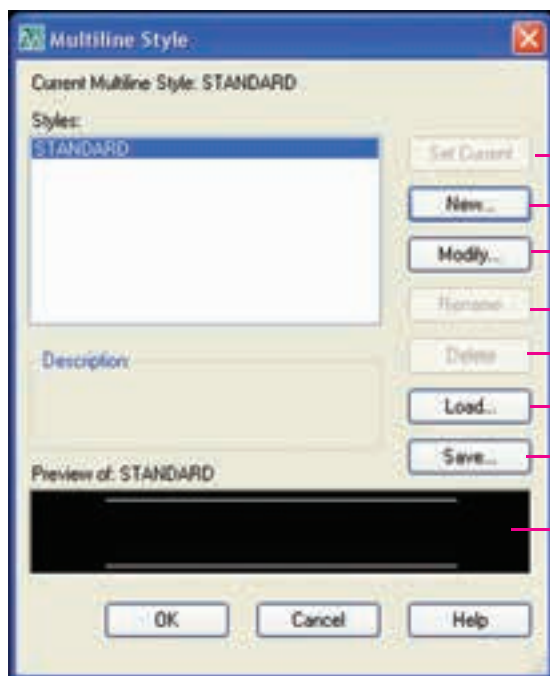 Multiline Style
Current Multiline Style: STANDARD
Styles:
STANDARD
Set Current
New...
Modify...
Rename
Delete
Description:
Load...
Save...
Preview of: STANDARD
OK
Cancel
Help